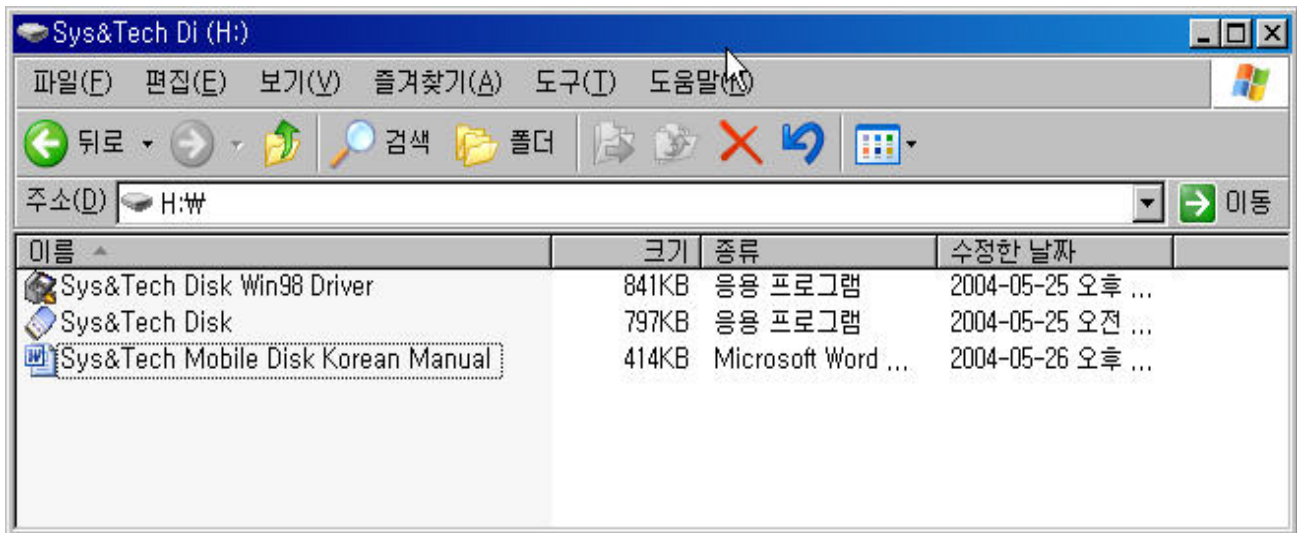 Sys&Tech Di (H:)
파일(F) 편집(E) 보기(V) 즐겨찾기(A) 도구(T) 도움말(H)
뒤로 검색 폴더
주소(D) H:₩ 이동
이름 크기 종류 수정한 날짜
Sys&Tech Disk Win98 Driver 841KB 응용 프로그램 2004-05-25 오후 ...
Sys&Tech Disk 797KB 응용 프로그램 2004-05-25 오전 ...
Sys&Tech Mobile Disk Korean Manual 414KB Microsoft Word ... 2004-05-26 오후 ...